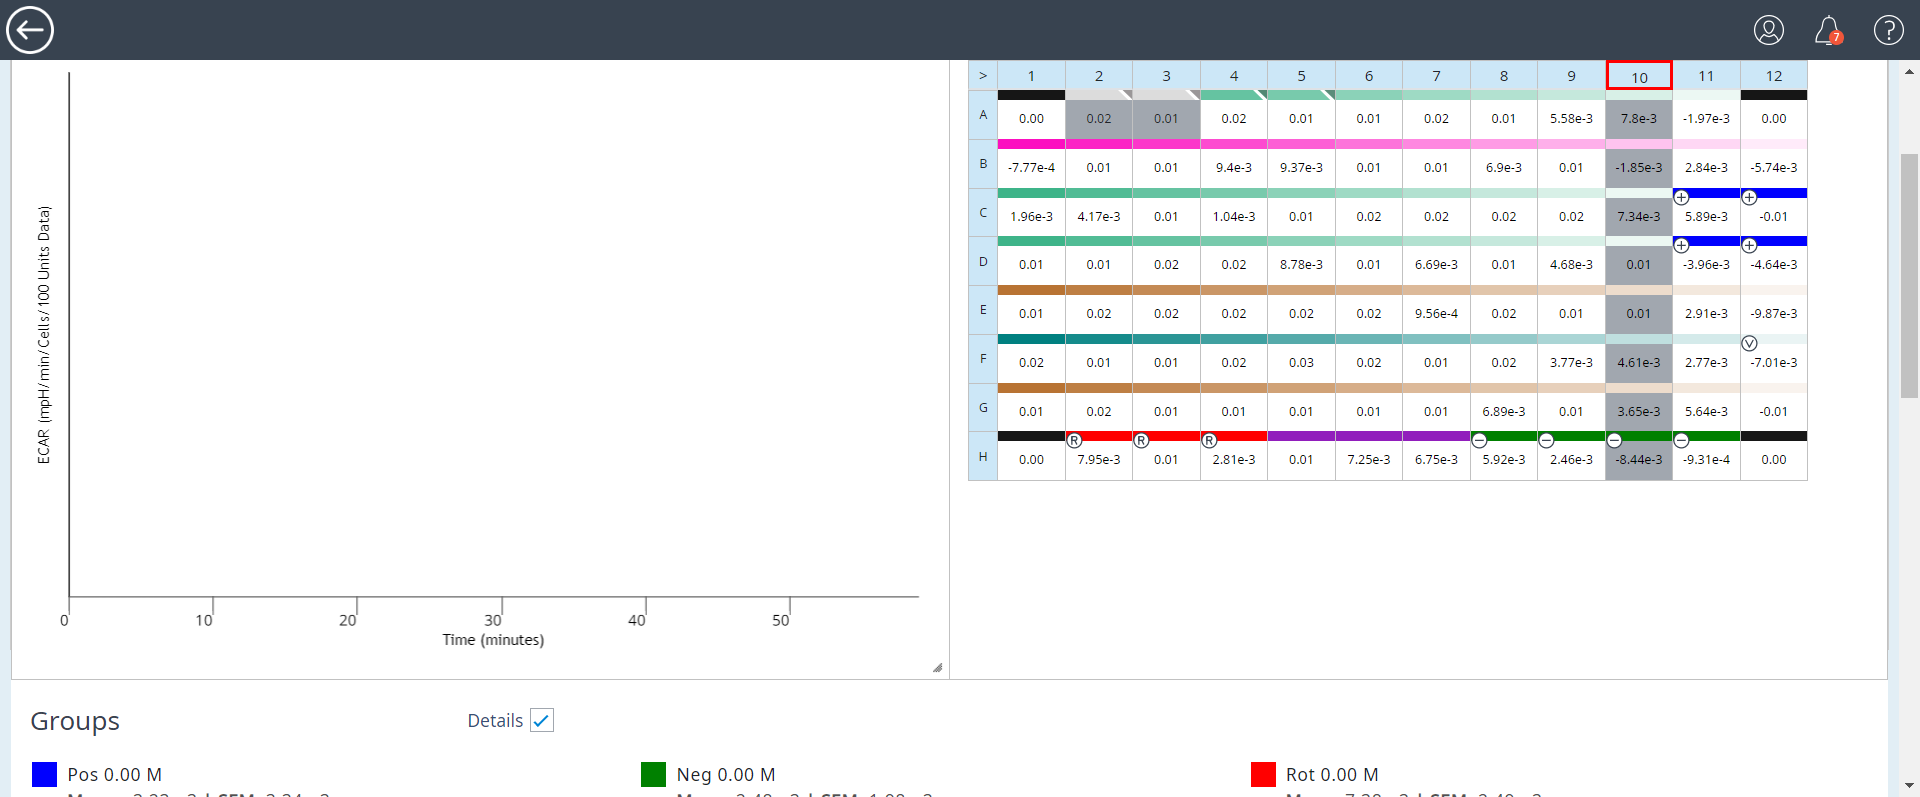 7
?
ECAR (mpH/min/Cells/100 Units Data)
0 10 20 30 40 50
Time (minutes)
> 1 2 3 4 5 6 7 8 9 10 11 12
A 0.00 0.02 0.01 0.02 0.01 0.01 0.02 0.01 5.58e-3 7.8e-3 -1.97e-3 0.00
B -7.77e-4 0.01 0.01 9.4e-3 9.37e-3 0.01 0.01 6.9e-3 0.01 -1.85e-3 2.84e-3 -5.74e-3
+ +
C 1.96e-3 4.17e-3 0.01 1.04e-3 0.01 0.02 0.02 0.02 0.02 7.34e-3 5.89e-3 -0.01
+ +
D 0.01 0.01 0.02 0.02 8.78e-3 0.01 6.69e-3 0.01 4.68e-3 0.01 -3.96e-3 -4.64e-3
E 0.01 0.02 0.02 0.02 0.02 0.02 9.56e-4 0.02 0.01 0.01 2.91e-3 -9.87e-3
V
F 0.02 0.01 0.01 0.02 0.03 0.02 0.01 0.02 3.77e-3 4.61e-3 2.77e-3 -7.01e-3
G 0.01 0.02 0.01 0.01 0.01 0.01 0.01 6.89e-3 0.01 3.65e-3 5.64e-3 -0.01
R R R − − − −
H 0.00 7.95e-3 0.01 2.81e-3 0.01 7.25e-3 6.75e-3 5.92e-3 2.46e-3 -8.44e-3 -9.31e-4 0.00
Groups Details
Pos 0.00 M Neg 0.00 M Rot 0.00 M